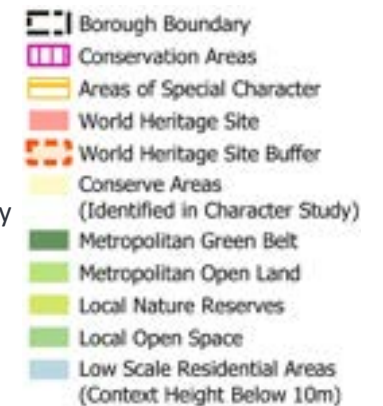 Borough Boundary
Conservation Areas
Areas of Special Character
World Heritage Site
World Heritage Site Buffer
Conserve Areas
(Identified in Character Study)
y
Metropolitan Green Belt
Metropolitan Open Land
Local Nature Reserves
Local Open Space
Low Scale Residential Areas
(Context Height Below 10m)